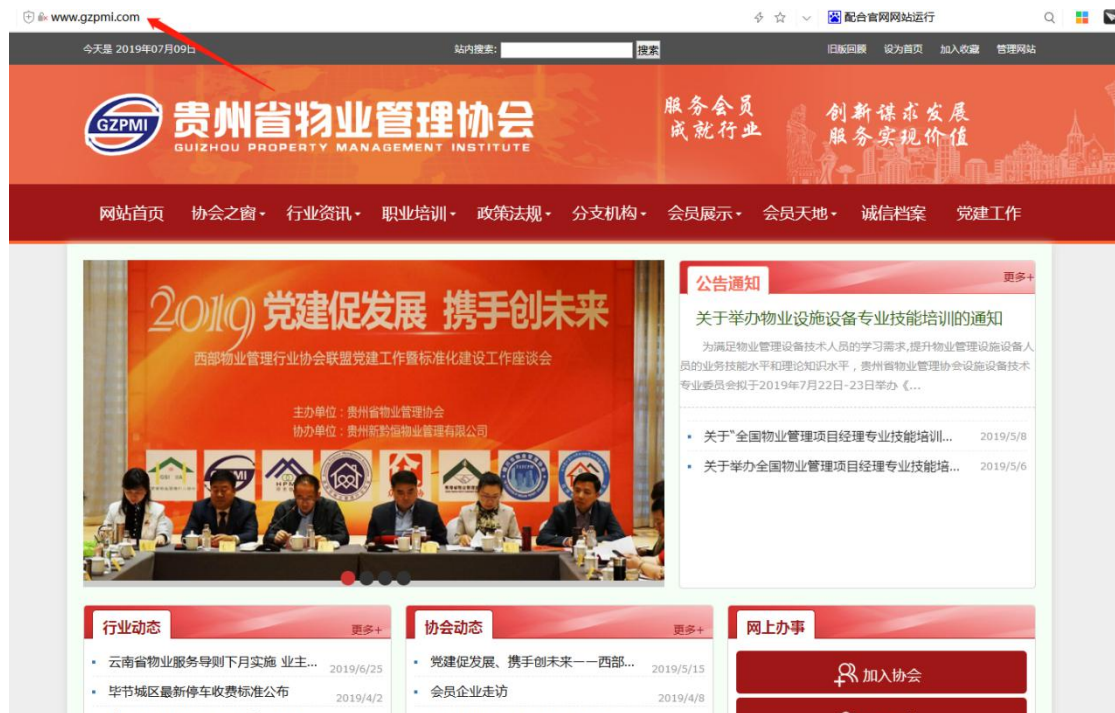 www.gzpmi.com
配合官网网站运行
今天是 2019年07月09日
站内搜索:
搜索
旧版回顾 设为首页 加入收藏 管理网站
GZPMI
贵州省物业管理协会
GUIZHOU PROPERTY MANAGEMENT INSTITUTE
服务会员
成就行业
创新谋求发展
服务实现价值
网站首页 协会之窗 行业资讯 职业培训 政策法规 分支机构 会员展示 会员天地 诚信档案 党建工作
2019 党建促发展 携手创未来
西部物业管理行业协会联盟党建工作暨标准化建设工作座谈会
主办单位：贵州省物业管理协会
协办单位：贵州新黔恒物业管理有限公司
GZPMI
公告通知
更多+
关于举办物业设施设备专业技能培训的通知
为满足物业管理设备技术人员的学习需求,提升物业管理设施设备人
员的业务技能水平和理论知识水平，贵州省物业管理协会设施设备技术
专业委员会拟于2019年7月22日-23日举办《...
关于“全国物业管理项目经理专业技能培训... 2019/5/8
关于举办全国物业管理项目经理专业技能培... 2019/5/6
行业动态
更多+
云南省物业服务导则下月实施 业主... 2019/6/25
毕节城区最新停车收费标准公布 2019/4/2
协会动态
更多+
党建促发展、携手创未来——西部... 2019/5/15
会员企业走访 2019/4/8
网上办事
加入协会